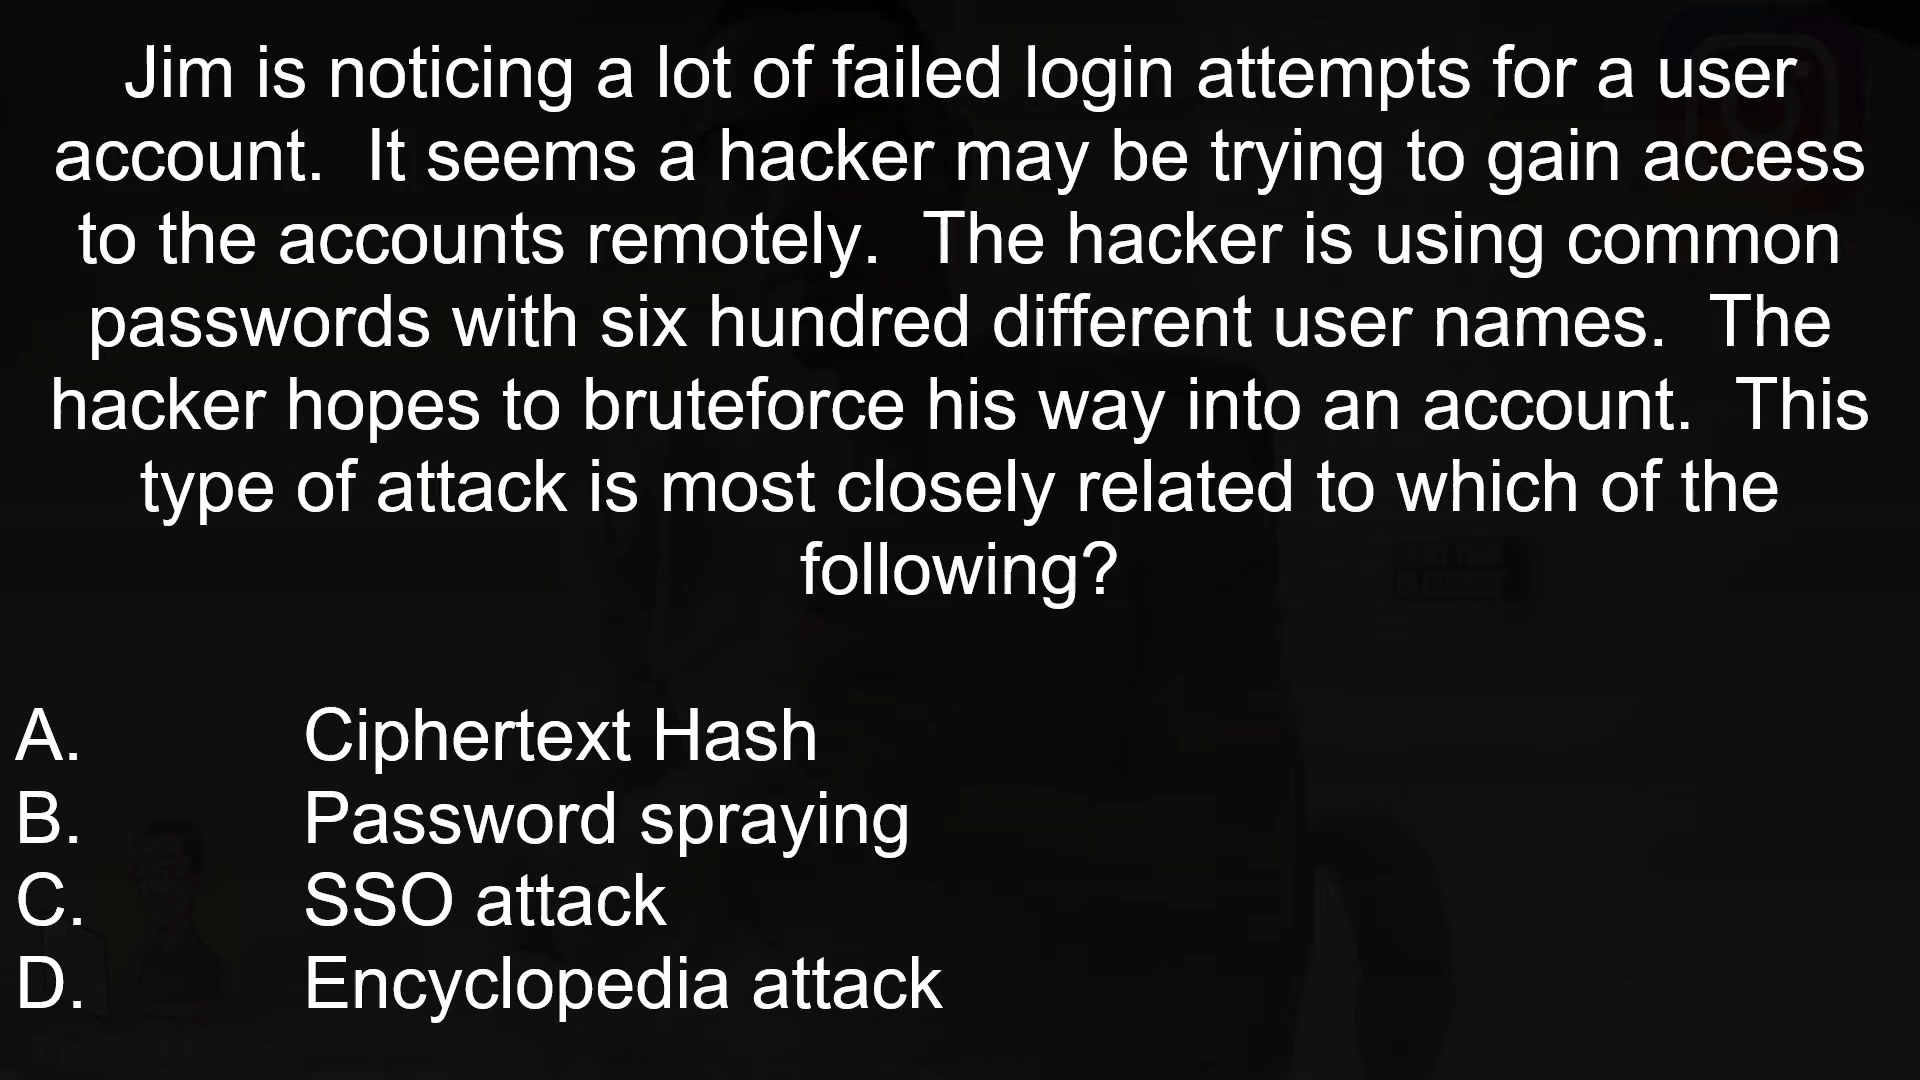 Jim is noticing a lot of failed login attempts for a user
account.  It seems a hacker may be trying to gain access
to the accounts remotely.  The hacker is using common
passwords with six hundred different user names.  The
hacker hopes to bruteforce his way into an account.  This
type of attack is most closely related to which of the
following?
A. Ciphertext Hash
B. Password spraying
C. SSO attack
D. Encyclopedia attack